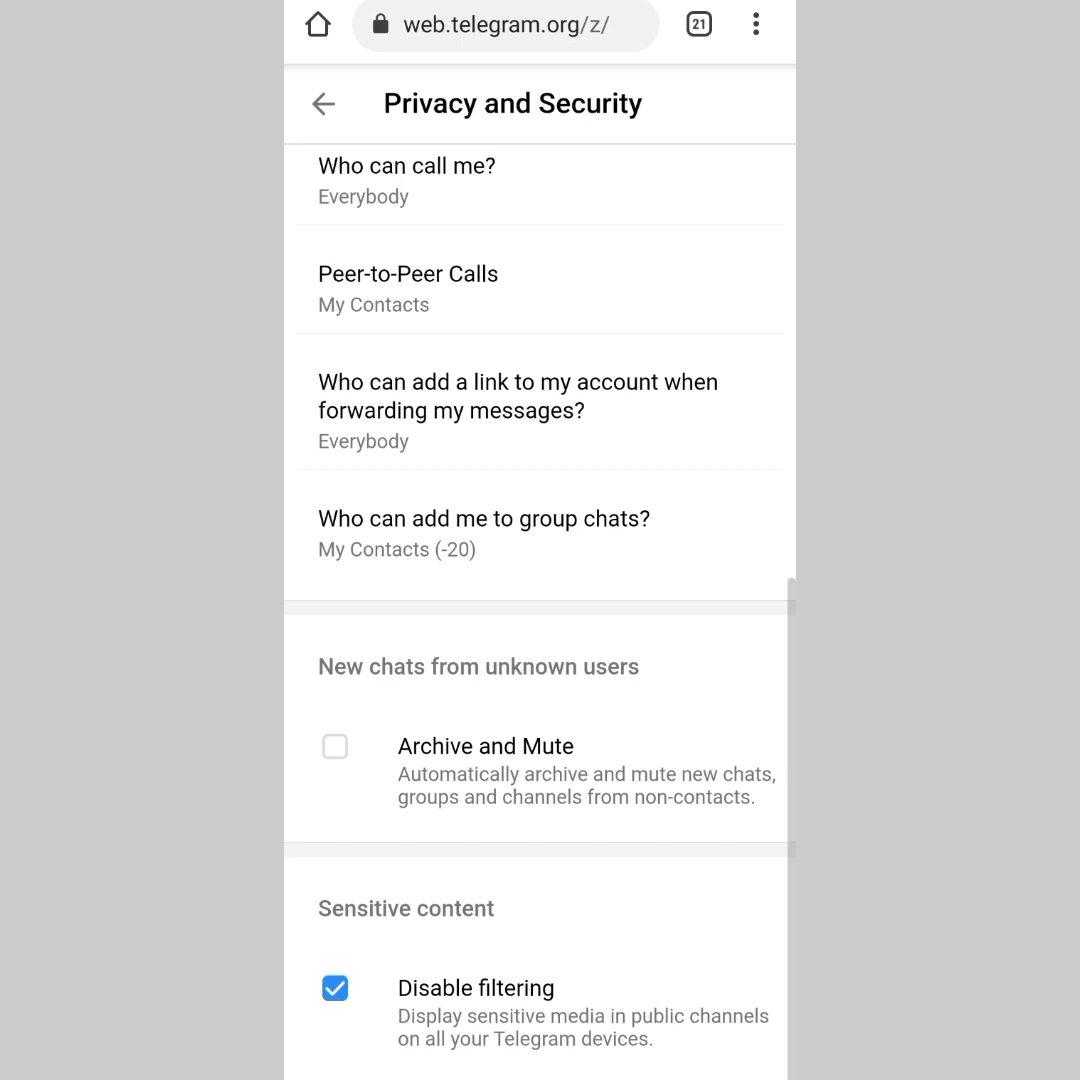 web.telegram.org/z/
21
Privacy and Security
Who can call me?
Everybody
Peer-to-Peer Calls
My Contacts
Who can add a link to my account when
forwarding my messages?
Everybody
Who can add me to group chats?
My Contacts (-20)
New chats from unknown users
Archive and Mute
Automatically archive and mute new chats,
groups and channels from non-contacts.
Sensitive content
Disable filtering
Display sensitive media in public channels
on all your Telegram devices.